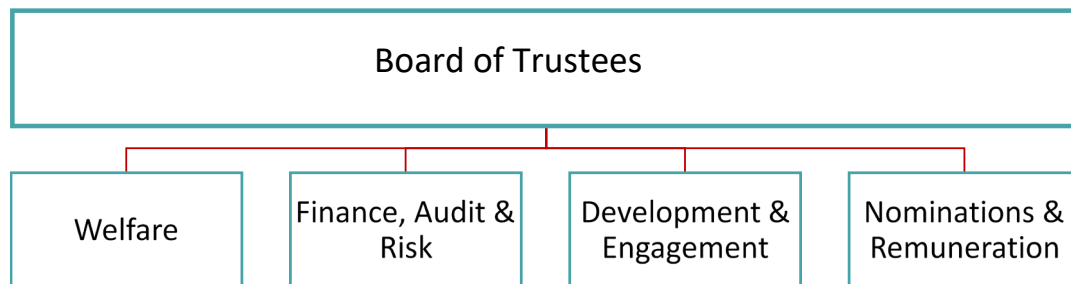 Board of Trustees
Welfare
Finance, Audit &
Risk
Development &
Engagement
Nominations &
Remuneration